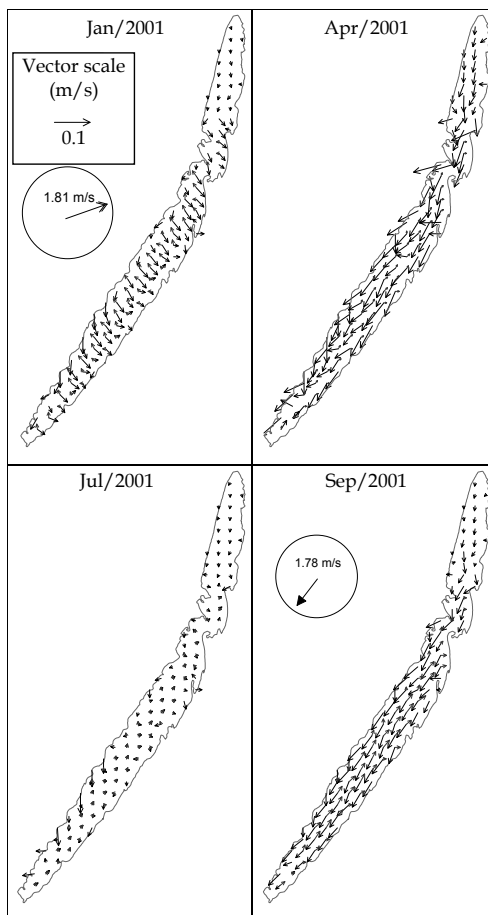 Jan/2001
Vector scale
(m/s)
0.1
1.81 m/s
Apr/2001
Jul/2001
Sep/2001
1.78 m/s